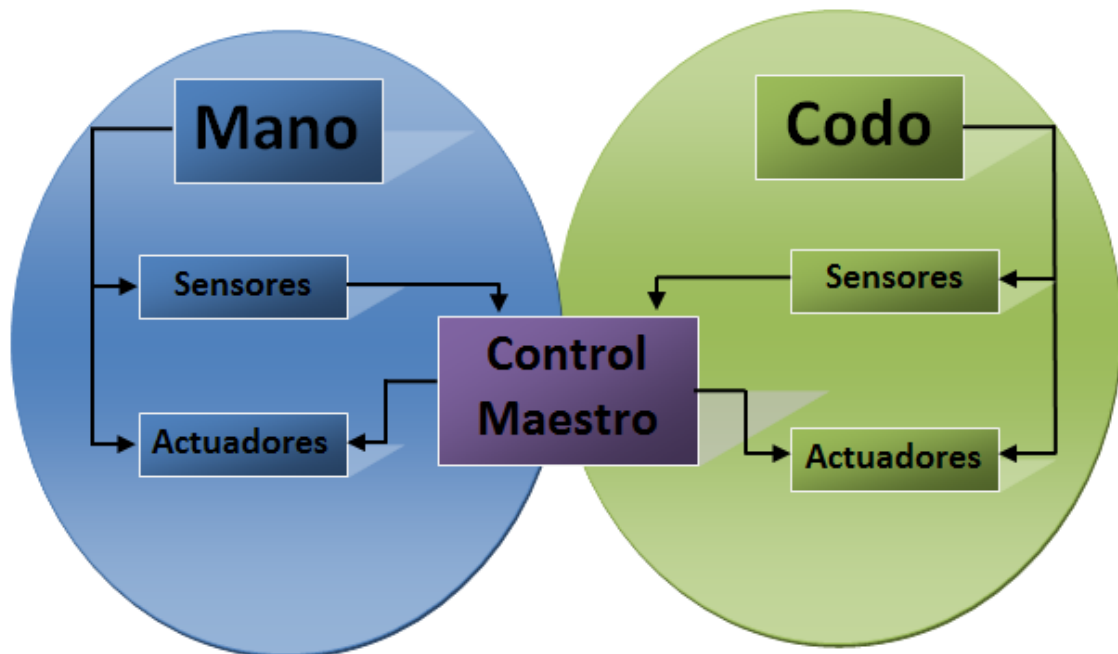 Mano
Codo
Sensores
Sensores
Control
Maestro
Actuadores
Actuadores